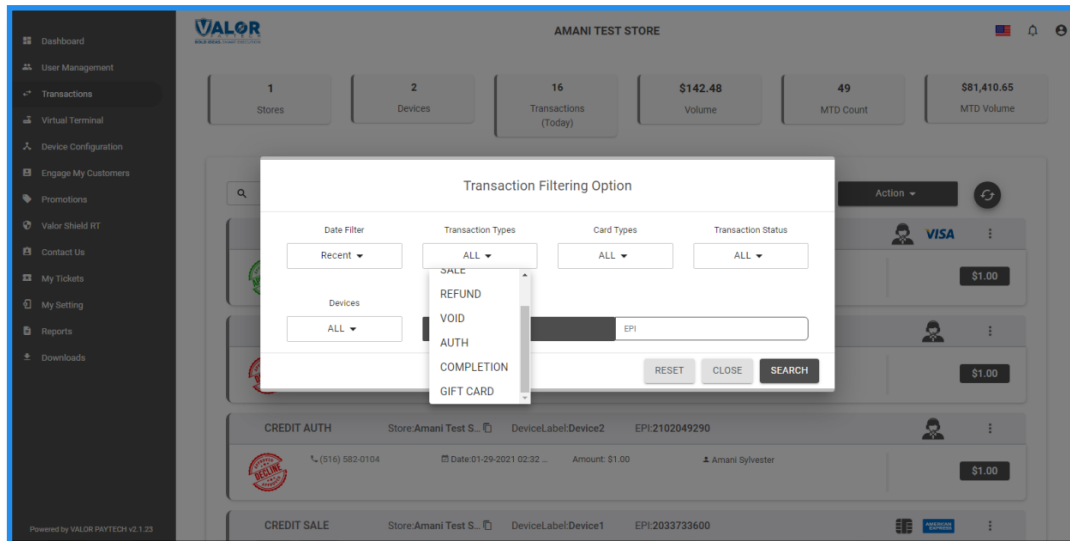 Dashboard
User Management
Transactions
Virtual Terminal
Device Configuration
Engage My Customers
Promotions
Valor Shield RT
Contact Us
My Tickets
My Setting
Reports
Downloads
Powered by VALOR PAYTECH v2.1.23
VALOR
AMANI TEST STORE
1
Stores
2
Devices
16
Transactions
(Today)
$142.48
Volume
49
MTD Count
$81,410.65
MTD Volume
Action
Transaction Filtering Option
Date Filter
Transaction Types
Card Types
Transaction Status
Recent
ALL
ALL
ALL
SALE
REFUND
VOID
AUTH
COMPLETION
GIFT CARD
Devices
ALL
EPI
RESET
CLOSE
SEARCH
VISA
$1.00
$1.00
CREDIT AUTH Store:Amani Test S... DeviceLabel:Device2 EPI:2102049290
DECLINE
(516) 582-0104 Date:01-29-2021 02:32 ... Amount: $1.00 Amani Sylvester
$1.00
CREDIT SALE Store:Amani Test S... DeviceLabel:Device1 EPI:2033733600
AMERICAN EXPRESS